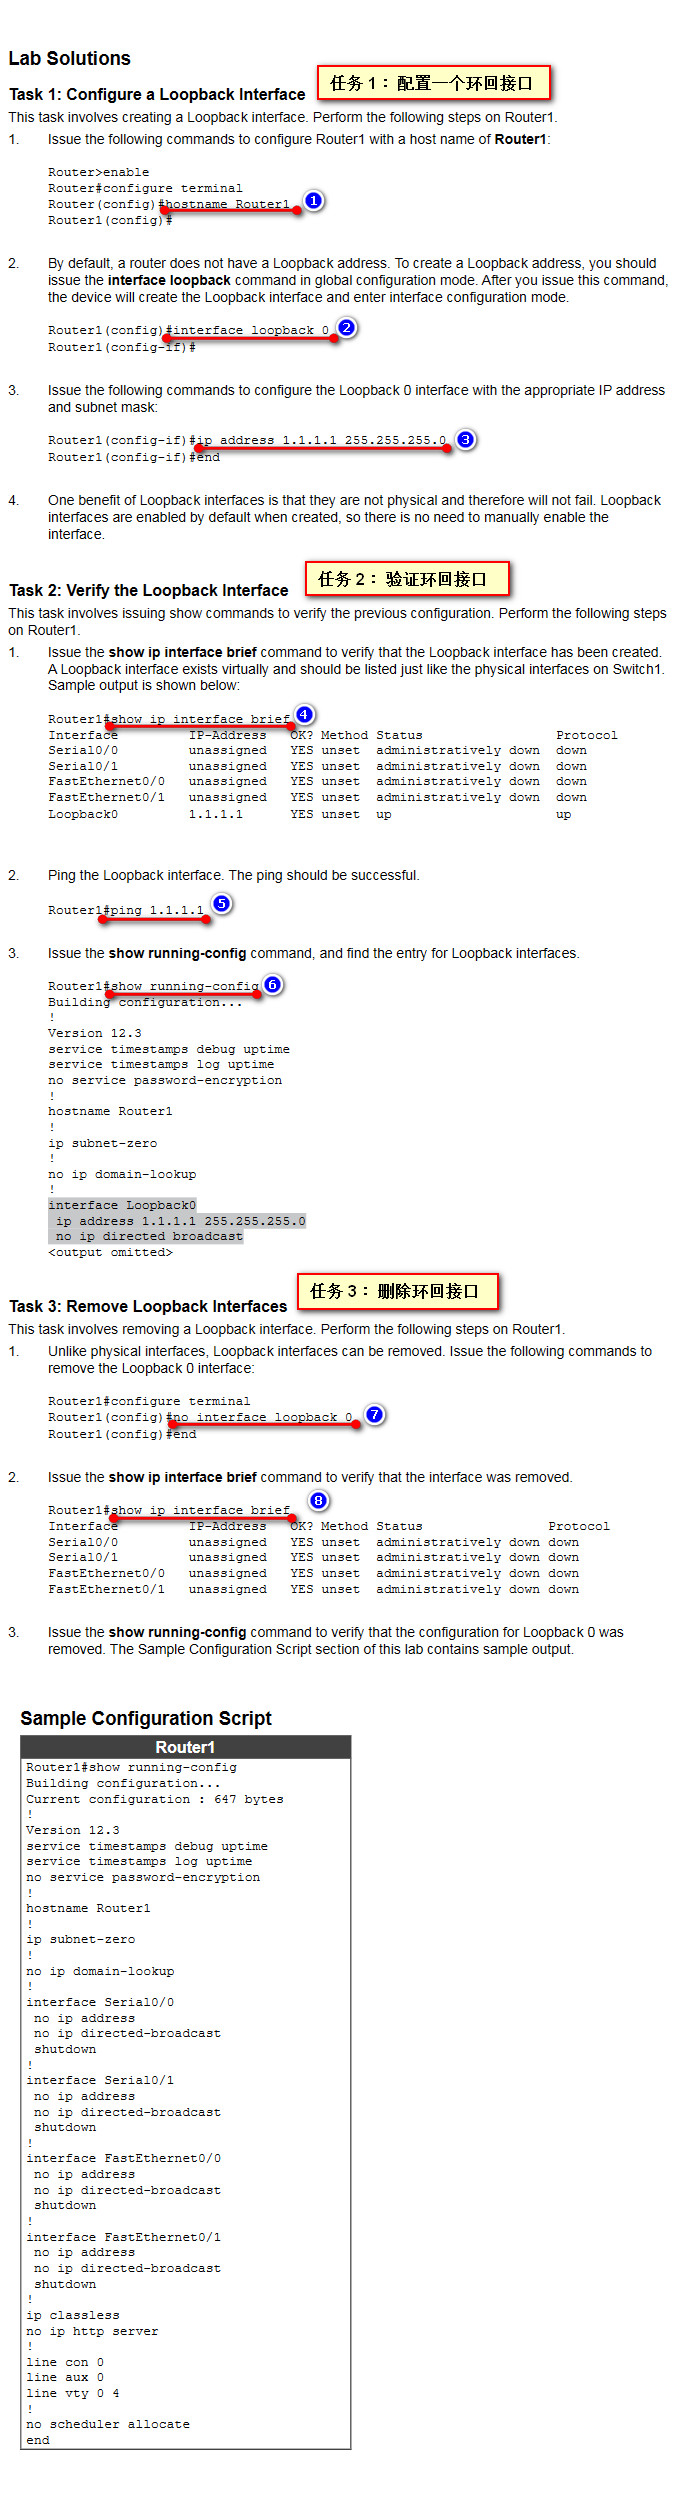 Lab Solutions
Task 1: Configure a Loopback Interface
任务 1： 配置一个环回接口
This task involves creating a Loopback interface. Perform the following steps on Router1.
1. Issue the following commands to configure Router1 with a host name of Router1:
Router>enable
Router#configure terminal
Router(config)#hostname Router1 1
Router1(config)#
2. By default, a router does not have a Loopback address. To create a Loopback address, you should
issue the interface loopback command in global configuration mode. After you issue this command,
the device will create the Loopback interface and enter interface configuration mode.
Router1(config)#interface loopback 0 2
Router1(config-if)#
3. Issue the following commands to configure the Loopback 0 interface with the appropriate IP address
and subnet mask:
Router1(config-if)#ip address 1.1.1.1 255.255.255.0 3
Router1(config-if)#end
4. One benefit of Loopback interfaces is that they are not physical and therefore will not fail. Loopback
interfaces are enabled by default when created, so there is no need to manually enable the
interface.
Task 2: Verify the Loopback Interface
任务 2： 验证环回接口
This task involves issuing show commands to verify the previous configuration. Perform the following steps
on Router1.
1. Issue the show ip interface brief command to verify that the Loopback interface has been created.
A Loopback interface exists virtually and should be listed just like the physical interfaces on Switch1.
Sample output is shown below:
Router1#show ip interface brief 4
Interface IP-Address OK? Method Status Protocol
Serial0/0 unassigned YES unset administratively down down
Serial0/1 unassigned YES unset administratively down down
FastEthernet0/0 unassigned YES unset administratively down down
FastEthernet0/1 unassigned YES unset administratively down down
Loopback0 1.1.1.1 YES unset up up
2. Ping the Loopback interface. The ping should be successful.
Router1#ping 1.1.1.1 5
3. Issue the show running-config command, and find the entry for Loopback interfaces.
Router1#show running-config 6
Building configuration...
!
Version 12.3
service timestamps debug uptime
service timestamps log uptime
no service password-encryption
!
hostname Router1
!
ip subnet-zero
!
no ip domain-lookup
!
interface Loopback0
ip address 1.1.1.1 255.255.255.0
no ip directed broadcast
<output omitted>
Task 3: Remove Loopback Interfaces
任务 3： 删除环回接口
This task involves removing a Loopback interface. Perform the following steps on Router1.
1. Unlike physical interfaces, Loopback interfaces can be removed. Issue the following commands to
remove the Loopback 0 interface:
Router1#configure terminal
Router1(config)#no interface loopback 0 7
Router1(config)#end
2. Issue the show ip interface brief command to verify that the interface was removed.
Router1#show ip interface brief 8
Interface IP-Address OK? Method Status Protocol
Serial0/0 unassigned YES unset administratively down down
Serial0/1 unassigned YES unset administratively down down
FastEthernet0/0 unassigned YES unset administratively down down
FastEthernet0/1 unassigned YES unset administratively down down
3. Issue the show running-config command to verify that the configuration for Loopback 0 was
removed. The Sample Configuration Script section of this lab contains sample output.
Sample Configuration Script
Router1
Router1#show running-config
Building configuration...
Current configuration : 647 bytes
!
Version 12.3
service timestamps debug uptime
service timestamps log uptime
no service password-encryption
!
hostname Router1
!
ip subnet-zero
!
no ip domain-lookup
!
interface Serial0/0
no ip address
no ip directed-broadcast
shutdown
!
interface Serial0/1
no ip address
no ip directed-broadcast
shutdown
!
interface FastEthernet0/0
no ip address
no ip directed-broadcast
shutdown
!
interface FastEthernet0/1
no ip address
no ip directed-broadcast
shutdown
!
ip classless
no ip http server
!
line con 0
line aux 0
line vty 0 4
!
no scheduler allocate
end